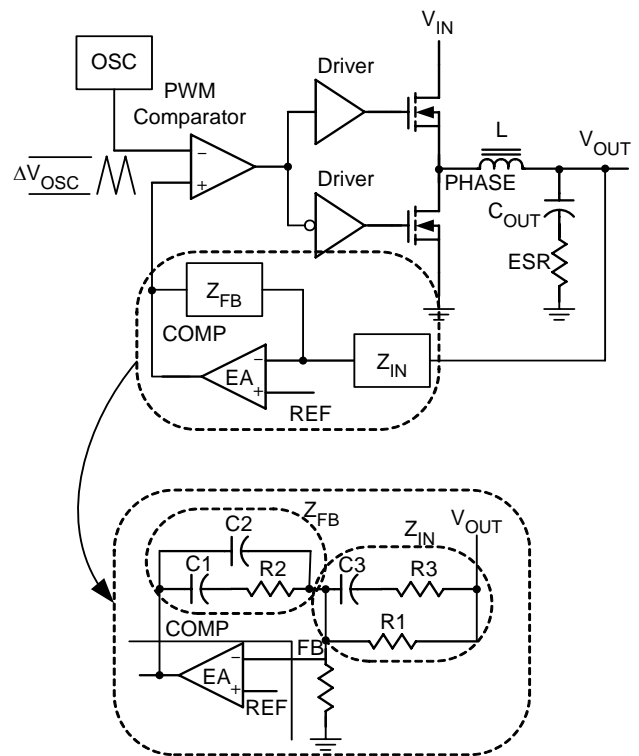 V_IN
OSC
PWM
Comparator
Driver
−
+
ΔV_OSC
Driver
L
V_OUT
PHASE
C_OUT
ESR
Z_FB
COMP
−
EA
+
Z_IN
REF
Z_FB
C2
C1
R2
Z_IN
V_OUT
C3
R3
R1
COMP
FB
−
EA
+
REF